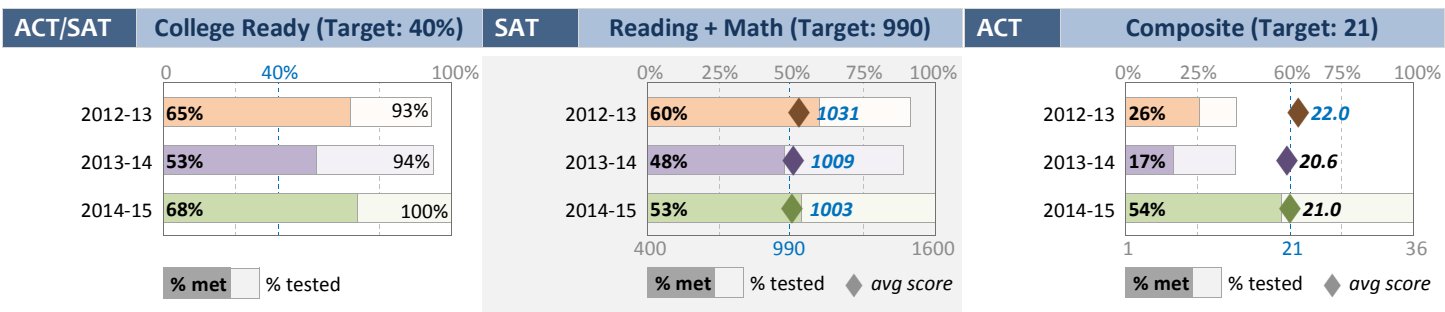 ACT/SAT College Ready (Target: 40%)
0 40% 100%
2012-13 65% 93%
2013-14 53% 94%
2014-15 68% 100%
% met % tested
SAT Reading + Math (Target: 990)
0% 25% 50% 75% 100%
2012-13 60% 1031
2013-14 48% 1009
2014-15 53% 1003
400 990 1600
% met % tested avg score
ACT Composite (Target: 21)
0% 25% 60% 75% 100%
2012-13 26% 22.0
2013-14 17% 20.6
2014-15 54% 21.0
1 21 36
% met % tested avg score